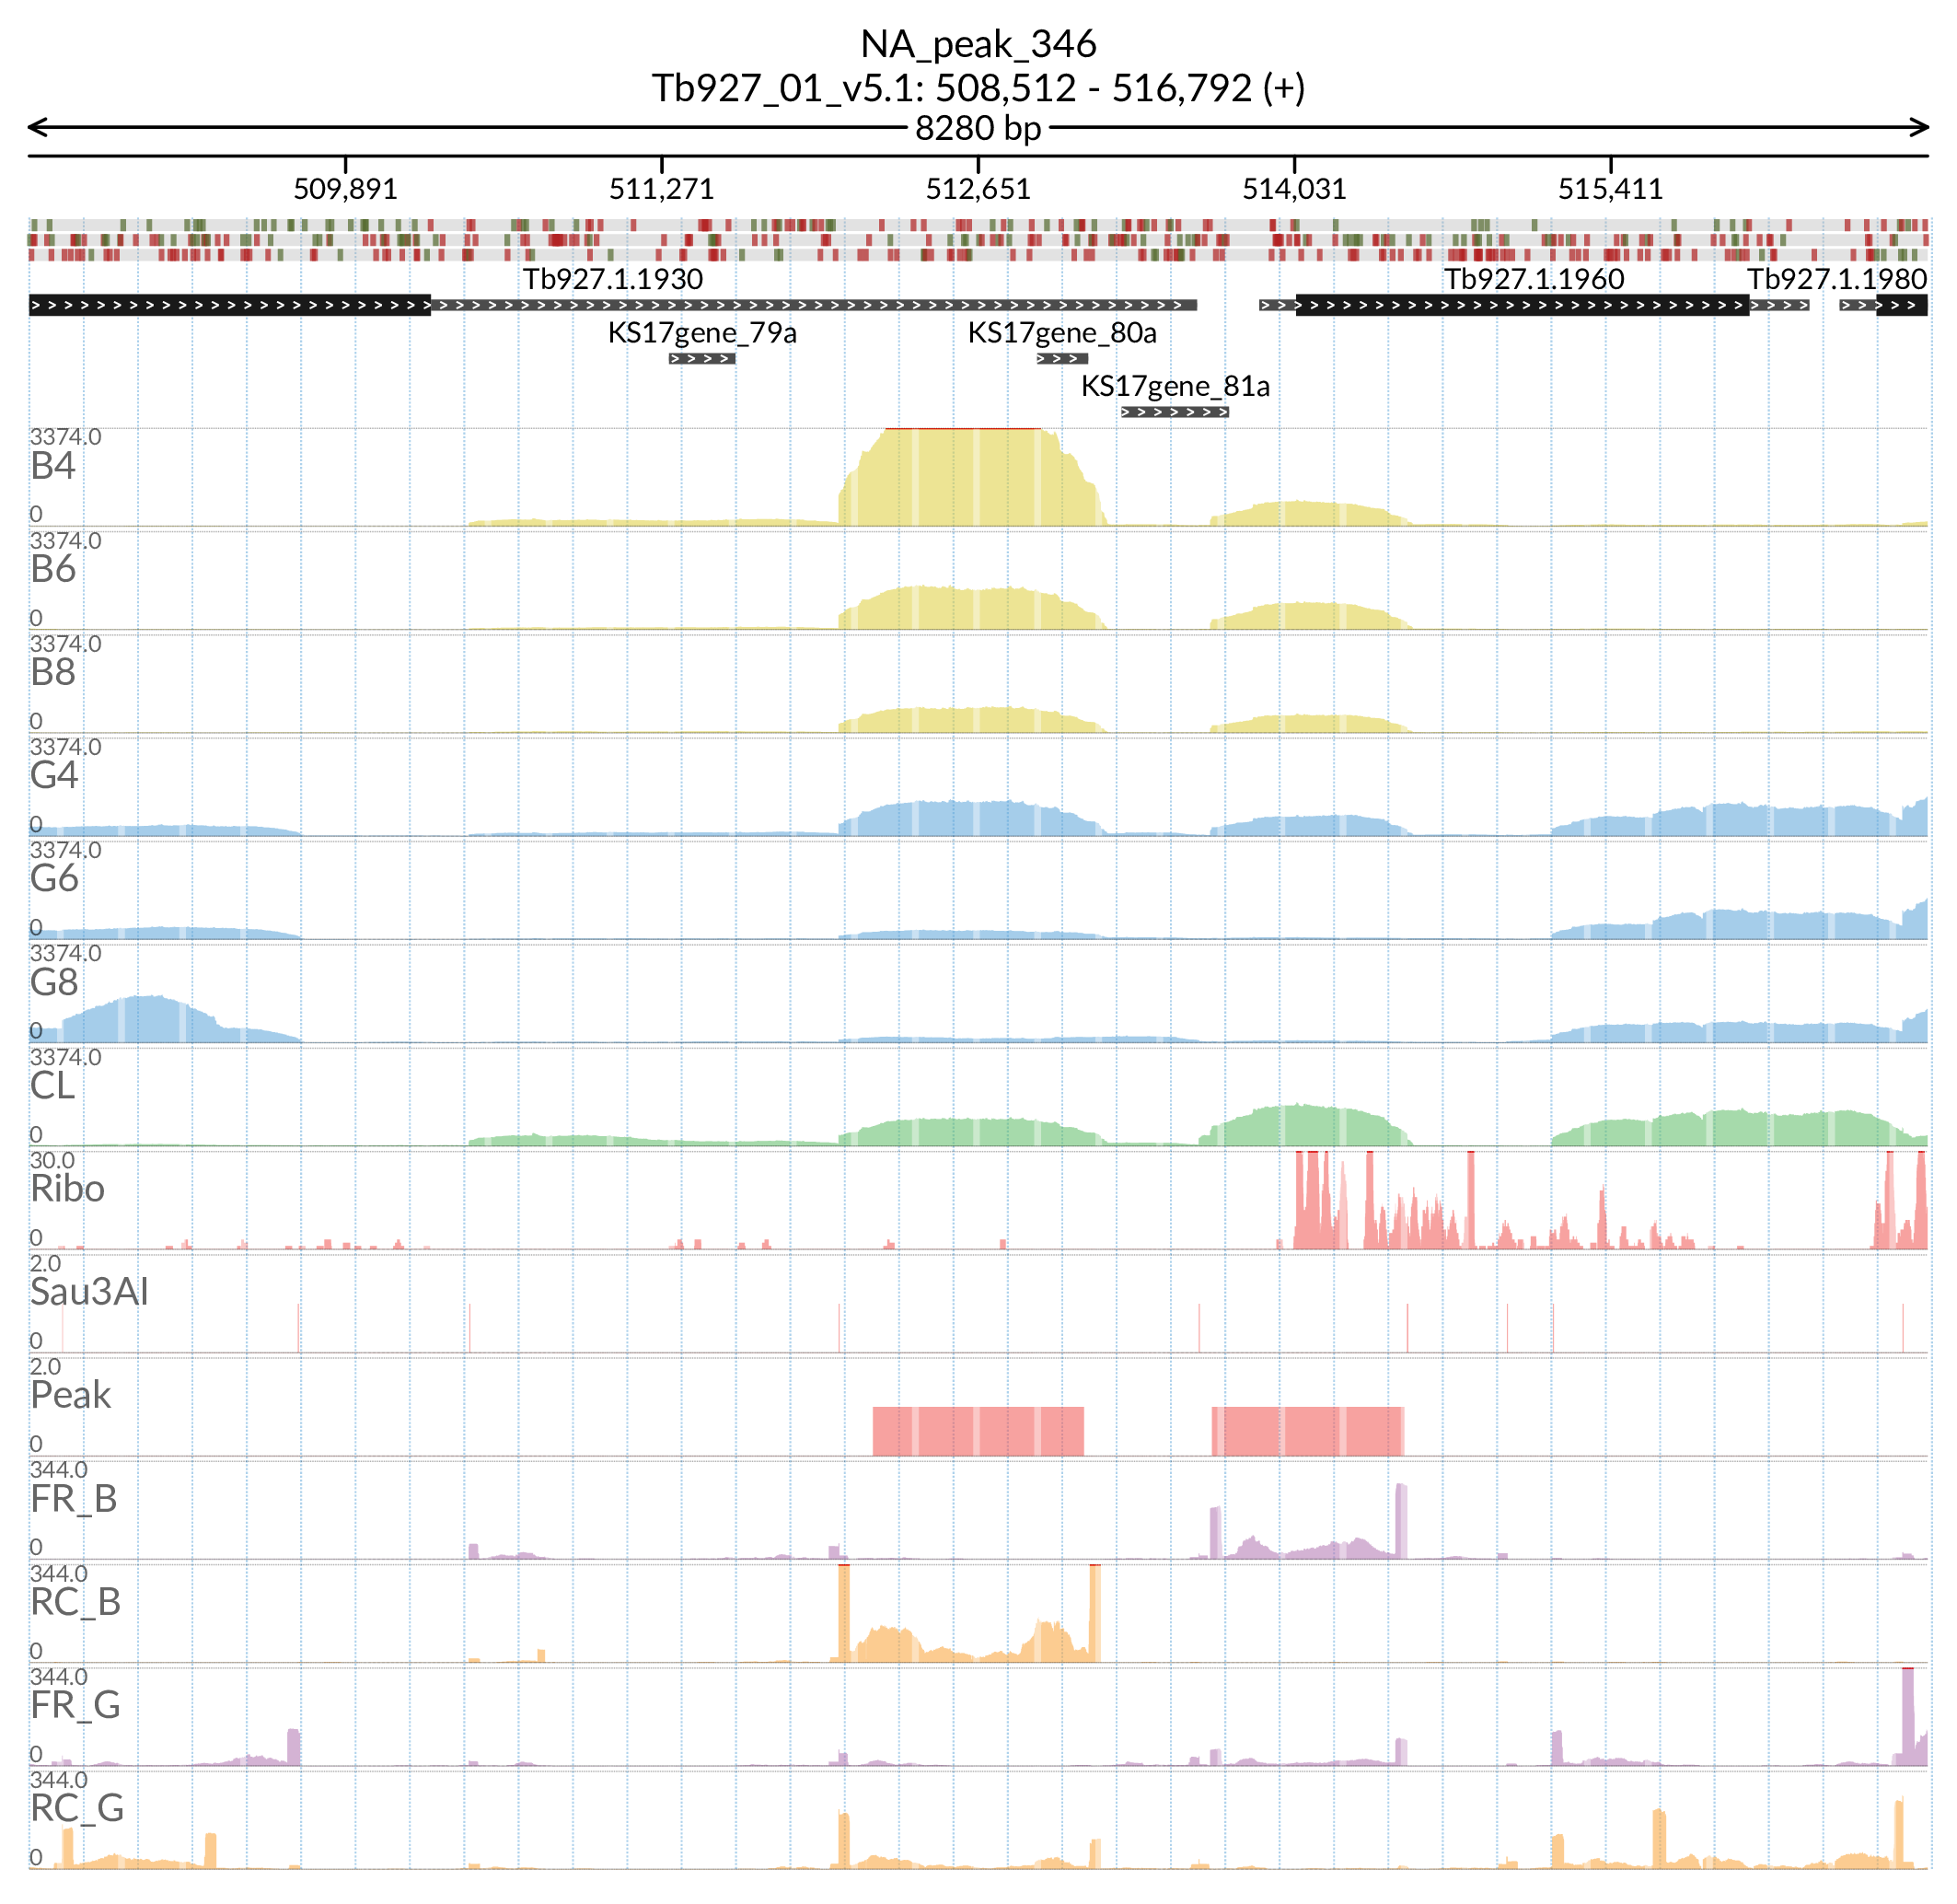 NA_peak_346
Tb927_01_v5.1: 508,512 - 516,792 (+)
8280 bp
509,891 511,271 512,651 514,031 515,411
Tb927.1.1930 Tb927.1.1960 Tb927.1.1980
KS17gene_79a KS17gene_80a
KS17gene_81a
3374.0
B4
0
3374.0
B6
0
3374.0
B8
0
3374.0
G4
0
3374.0
G6
0
3374.0
G8
0
3374.0
CL
0
30.0
Ribo
0
2.0
Sau3AI
0
2.0
Peak
0
344.0
FR_B
0
344.0
RC_B
0
344.0
FR_G
0
344.0
RC_G
0